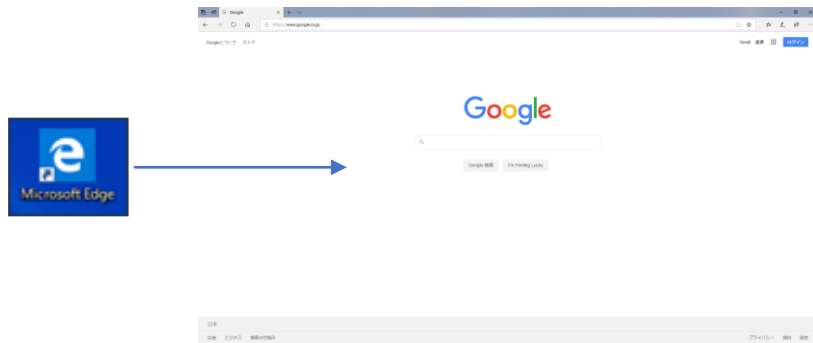 Google
https://www.google.co.jp/
Googleについて ストア
Gmail 画像
ログイン
Google
Google 検索 I'm Feeling Lucky
Microsoft Edge
日本
広告 ビジネス 検索の仕組み
プライバシー 規約 設定